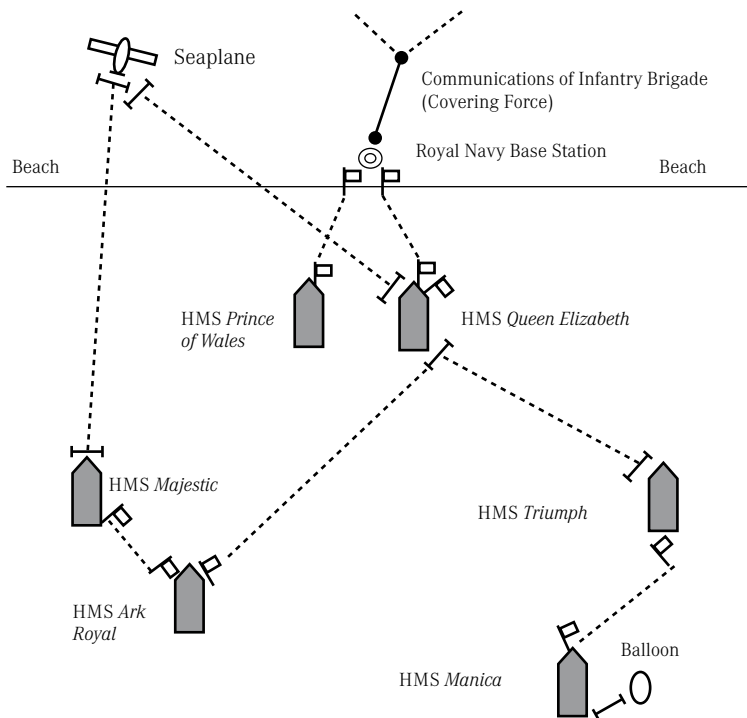 Seaplane
Communications of Infantry Brigade
(Covering Force)
Royal Navy Base Station
Beach
Beach
HMS Prince
of Wales
HMS Queen Elizabeth
HMS Majestic
HMS Triumph
HMS Ark
Royal
Balloon
HMS Manica